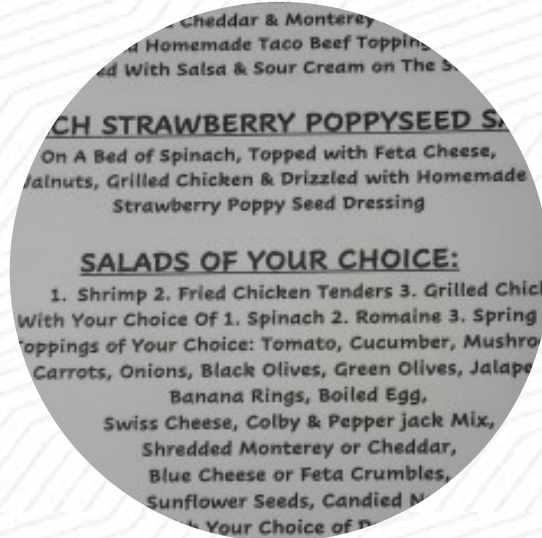 Cheddar & Monterey
Homemade Taco Beef
With Salsa & Sour Cream on The
STRAWBERRY POPPYSEED
On A Bed of Spinach, Topped with Feta Cheese,
Grilled Chicken & Drizzled with Homemade
Strawberry Poppy Seed Dressing
SALADS OF YOUR CHOICE:
1. Shrimp 2. Fried Chicken Tenders 3. Grilled
With Your Choice Of 1. Spinach 2. Romaine 3. Spring
of Your Choice: Tomato, Cucumber,
Carrots, Onions, Black Olives, Green Olives,
Banana Rings, Boiled Egg,
Swiss Cheese, Colby & Pepper jack Mix,
Shredded Monterey or Cheddar,
Blue Cheese or Feta Crumbles,
Sunflower Seeds, Candied
Your Choice of